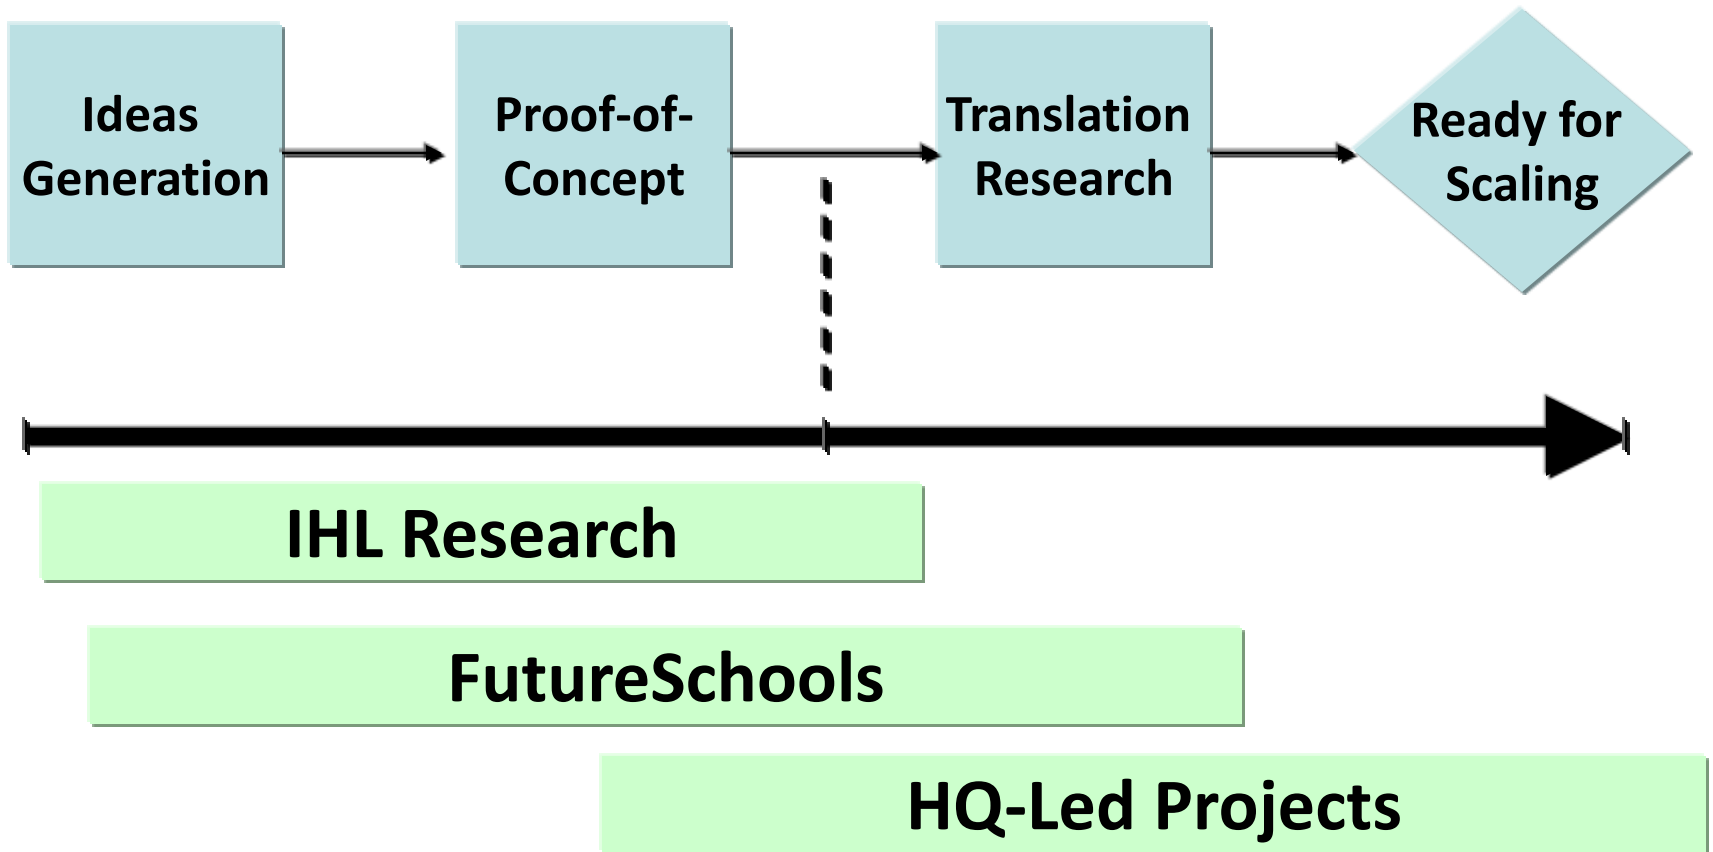 Ideas
Generation
Proof-of-
Concept
Translation
Research
Ready for
Scaling
IHL Research
FutureSchools
HQ-Led Projects